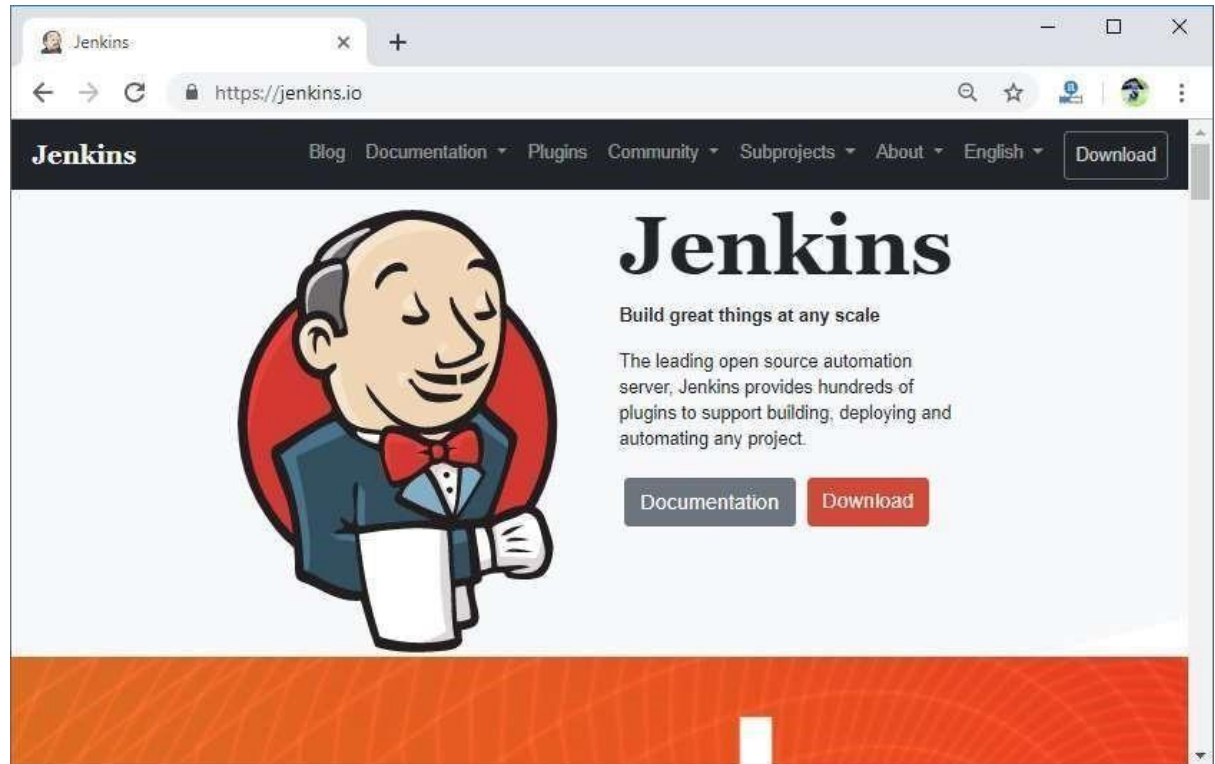 Jenkins
https://jenkins.io
Jenkins Blog Documentation Plugins Community Subprojects About English Download
Jenkins
Build great things at any scale
The leading open source automation
server, Jenkins provides hundreds of
plugins to support building, deploying and
automating any project.
Documentation Download